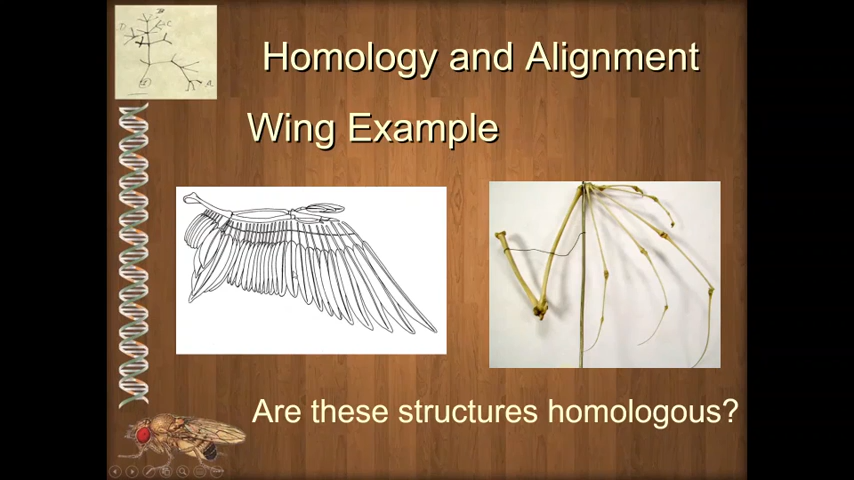 Homology and Alignment
Wing Example
Are these structures homologous?